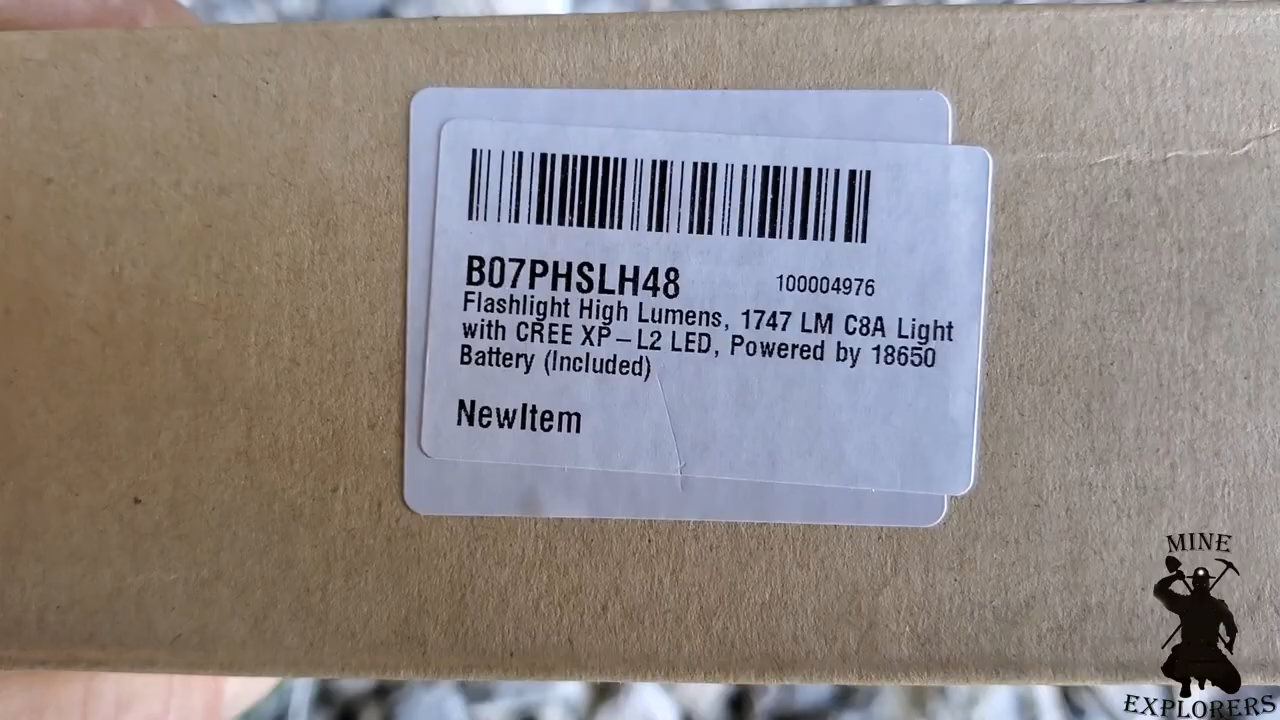 B07PHSLH48
100004976
Flashlight High Lumens, 1747 LM C8A Light
with CREE XP-L2 LED, Powered by 18650
Battery (Included)
NewItem
MINE
EXPLORERS